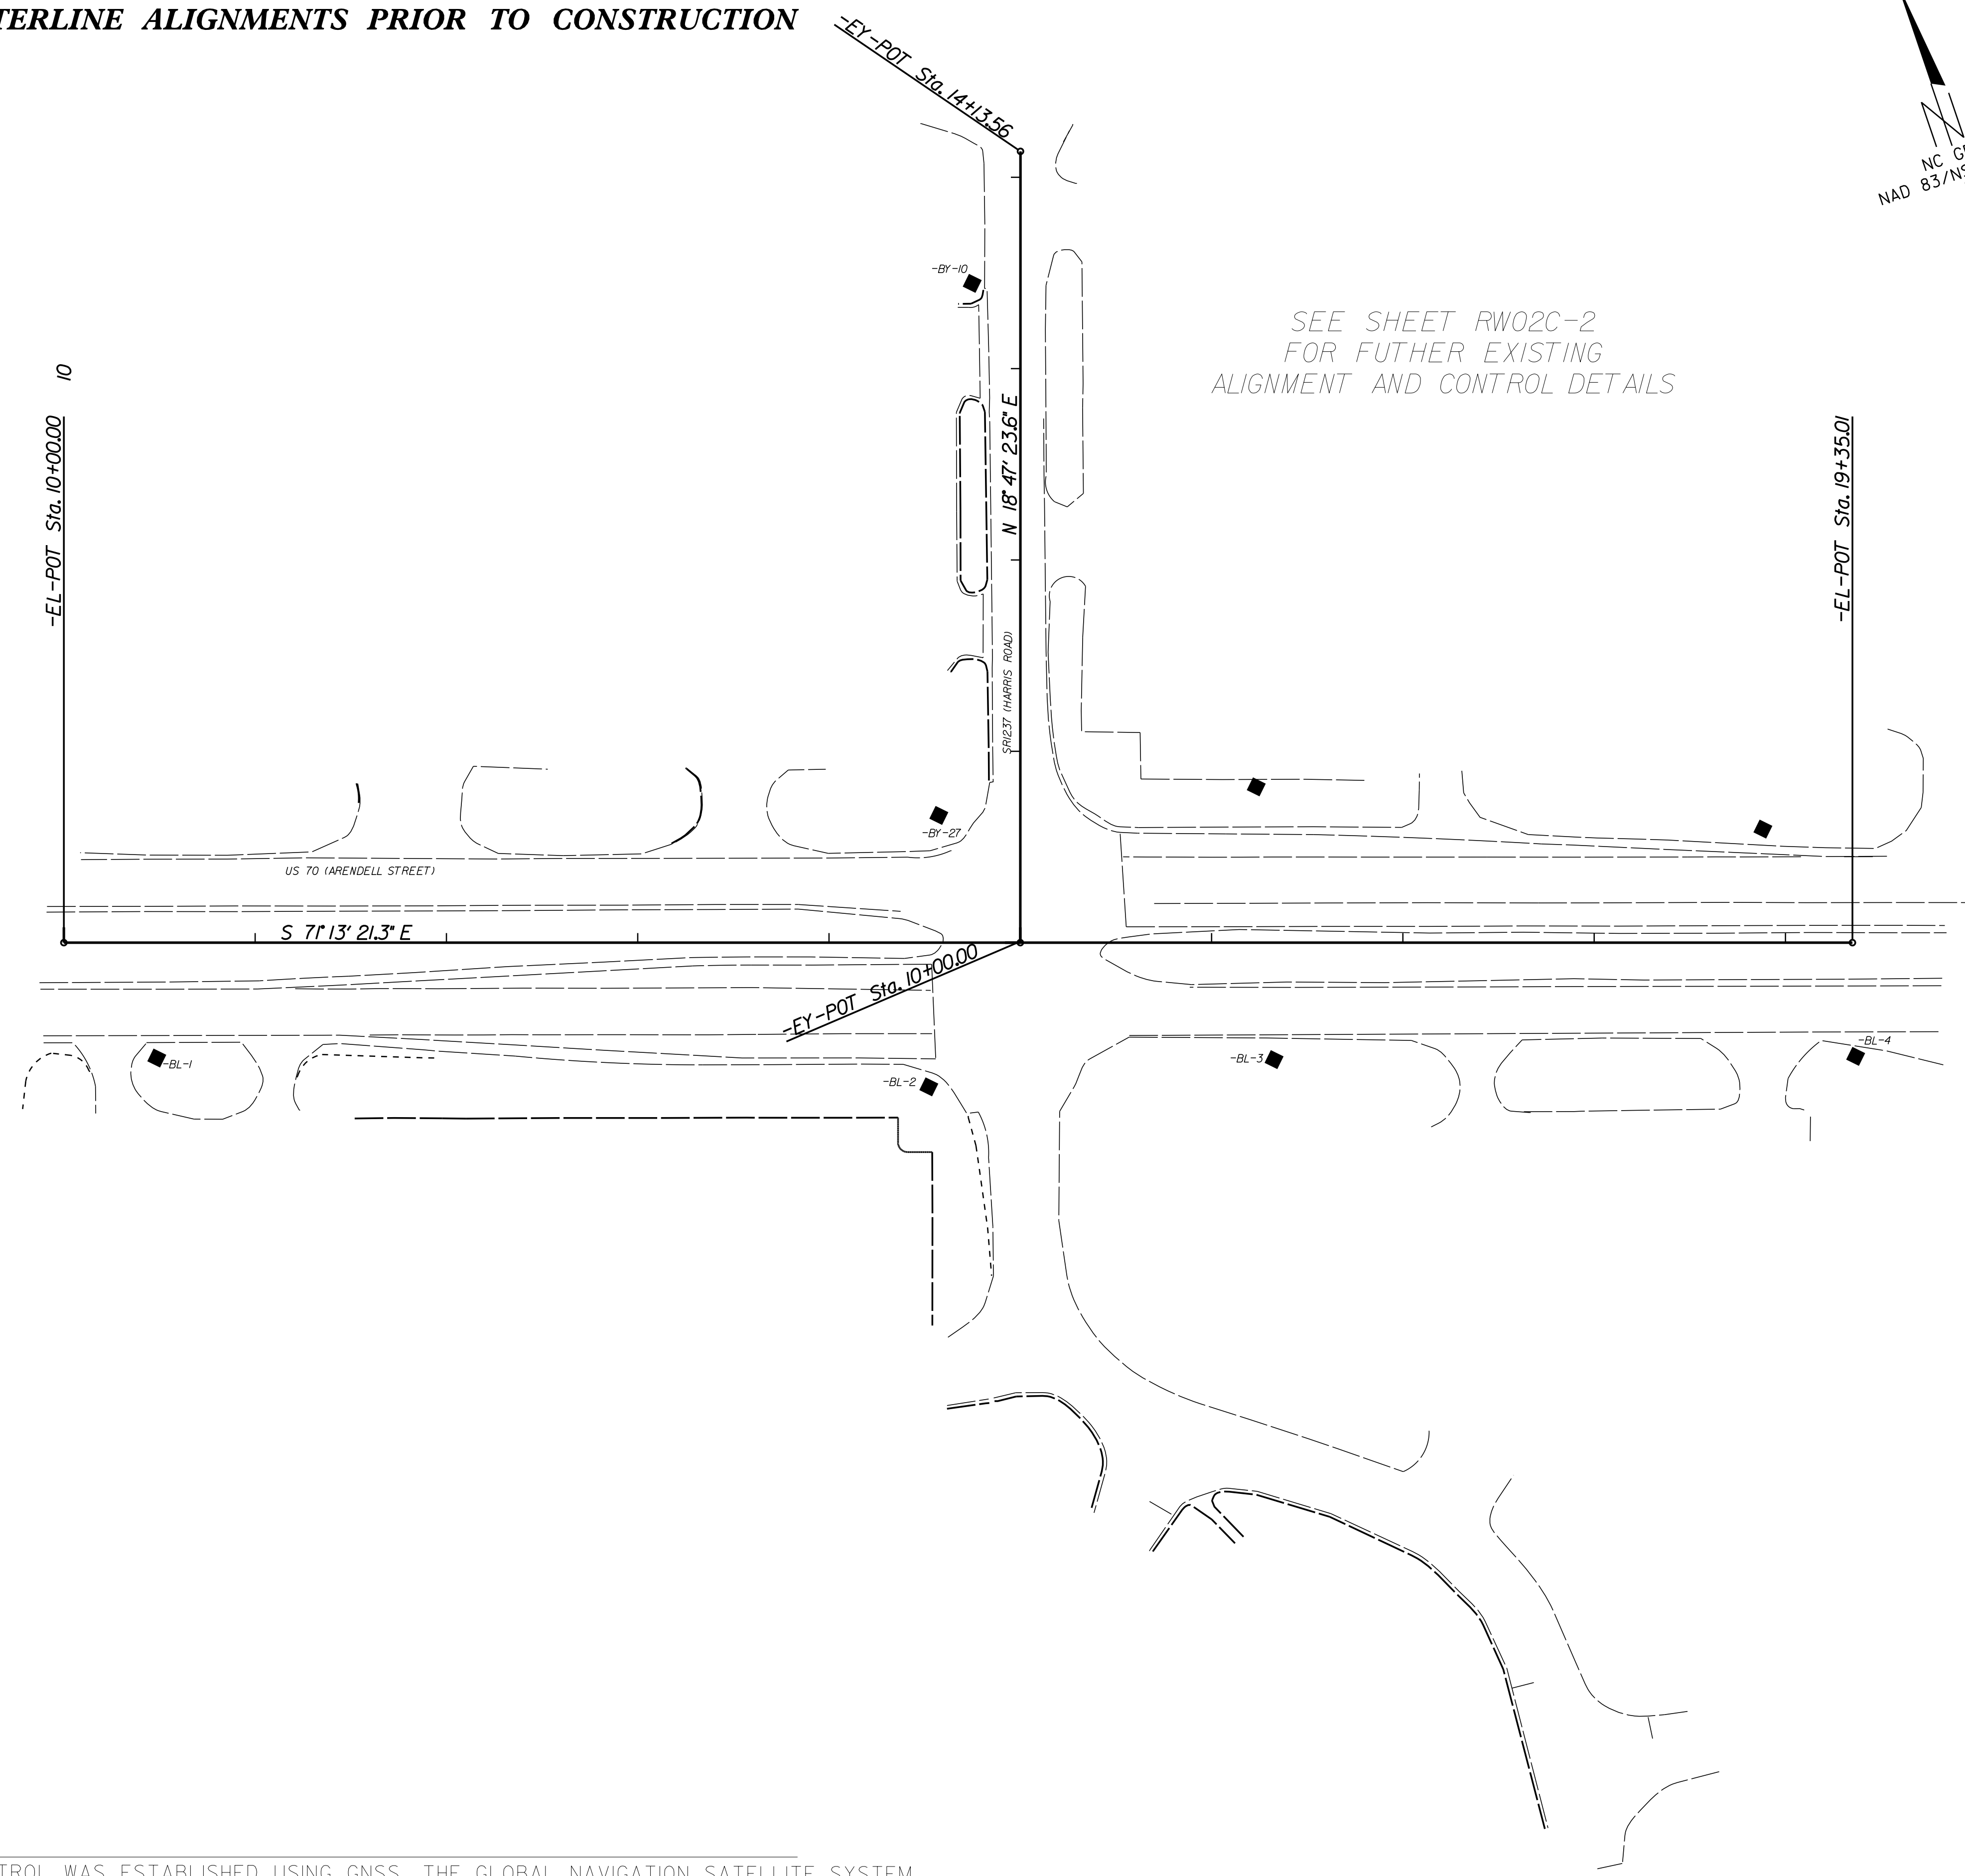 TERLINE ALIGNMENTS PRIOR TO CONSTRUCTION
-EY-POT Sta. 14+13.56
NC
NAD 83/
-BY-10
SEE SHEET RW02C-2
FOR FUTHER EXISTING
ALIGNMENT AND CONTROL DETAILS
10
-EL-POT Sta. 10+00.00
N 18° 47' 23.6" E
-EL-POT Sta. 19+35.01
SR1237 (HARRIS ROAD)
-BY-27
US 70 (ARENDELL STREET)
S 71° 13' 21.3" E
-EY-POT Sta. 10+00.00
-BL-1
-BL-2
-BL-3
-BL-4
TROL WAS ESTABLISHED USING GNSS, THE GLOBAL NAVIGATION SATELLITE SYSTEM